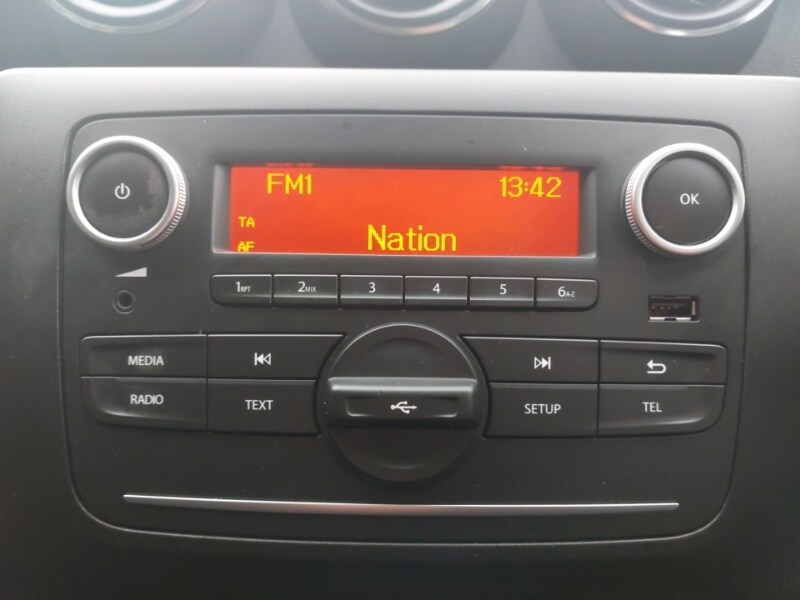 FM1 13:42
TA
AF Nation
OK
1RPT 2MIX 3 4 5 6A-Z
MEDIA
RADIO TEXT SETUP TEL